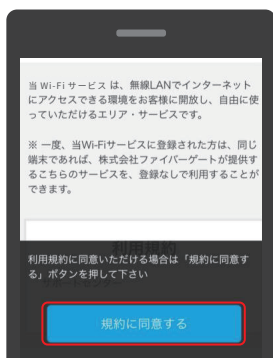 当 Wi-Fi サービス は、無線LANでインターネット
にアクセスできる環境をお客様に開放し、自由に使
っていただけるエリア・サービスです。
※ 一度、当Wi-Fiサービスに登録された方は、同じ
端末であれば、株式会社ファイバーゲートが提供す
るこちらのサービスを、登録なしで利用することが
できます。
利用規約
利用規約に同意いただける場合は「規約に同意す
る」ボタンを押して下さい
規約に同意する